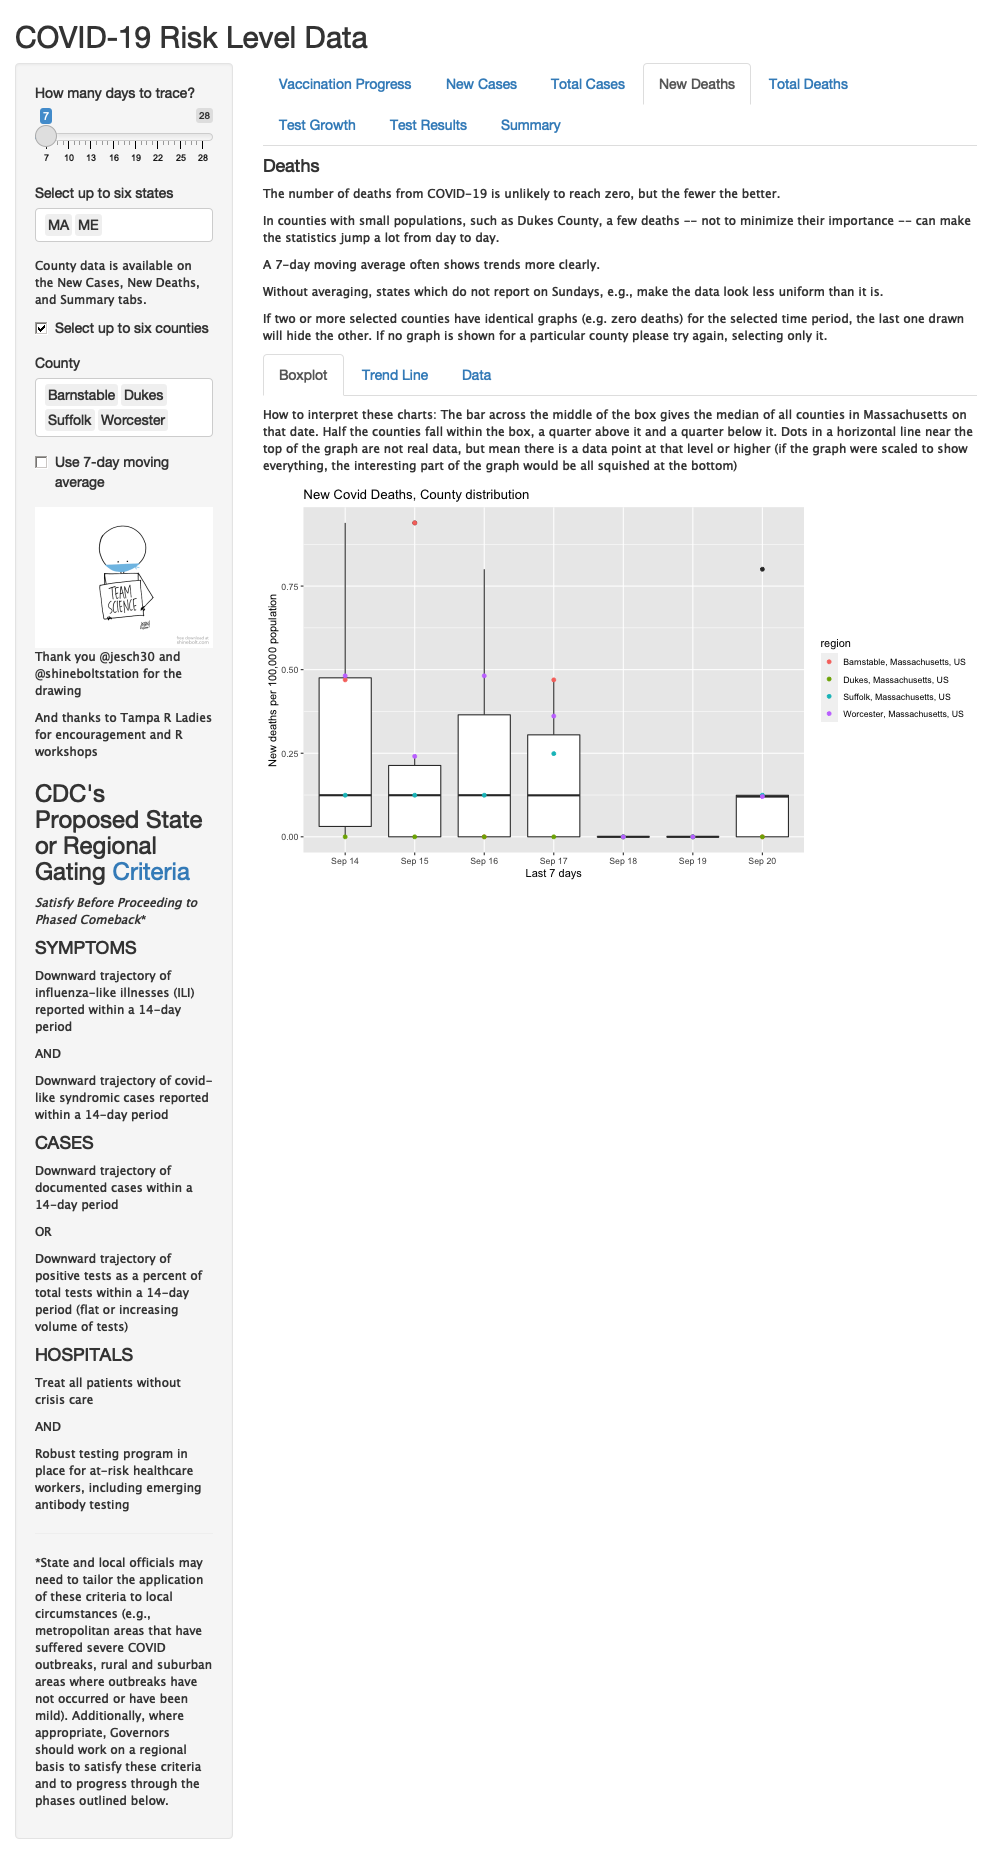 COVID-19 Risk Level Data
How many days to trace?
7
28
7 10 13 16 19 22 25 28
Select up to six states
MA ME
County data is available on
the New Cases, New Deaths,
and Summary tabs.
Select up to six counties
County
Barnstable Dukes
Suffolk Worcester
Use 7-day moving
average
TEAM
SCIENCE
Thank you @jesch30 and
@shineboltstation for the
drawing
And thanks to Tampa R Ladies
for encouragement and R
workshops
CDC's
Proposed State
or Regional
Gating Criteria
Satisfy Before Proceeding to
Phased Comeback*
SYMPTOMS
Downward trajectory of
influenza-like illnesses (ILI)
reported within a 14-day
period
AND
Downward trajectory of covid-
like syndromic cases reported
within a 14-day period
CASES
Downward trajectory of
documented cases within a
14-day period
OR
Downward trajectory of
positive tests as a percent of
total tests within a 14-day
period (flat or increasing
volume of tests)
HOSPITALS
Treat all patients without
crisis care
AND
Robust testing program in
place for at-risk healthcare
workers, including emerging
antibody testing
*State and local officials may
need to tailor the application
of these criteria to local
circumstances (e.g.,
metropolitan areas that have
suffered severe COVID
outbreaks, rural and suburban
areas where outbreaks have
not occurred or have been
mild). Additionally, where
appropriate, Governors
should work on a regional
basis to satisfy these criteria
and to progress through the
phases outlined below.
Vaccination Progress New Cases Total Cases New Deaths Total Deaths
Test Growth Test Results Summary
Deaths
The number of deaths from COVID-19 is unlikely to reach zero, but the fewer the better.
In counties with small populations, such as Dukes County, a few deaths -- not to minimize their importance -- can make
the statistics jump a lot from day to day.
A 7-day moving average often shows trends more clearly.
Without averaging, states which do not report on Sundays, e.g., make the data look less uniform than it is.
If two or more selected counties have identical graphs (e.g. zero deaths) for the selected time period, the last one drawn
will hide the other. If no graph is shown for a particular county please try again, selecting only it.
Boxplot Trend Line Data
How to interpret these charts: The bar across the middle of the box gives the median of all counties in Massachusetts on
that date. Half the counties fall within the box, a quarter above it and a quarter below it. Dots in a horizontal line near the
top of the graph are not real data, but mean there is a data point at that level or higher (if the graph were scaled to show
everything, the interesting part of the graph would be all squished at the bottom)
New Covid Deaths, County distribution
New deaths per 100,000 population
0.75
0.50
0.25
0.00
Sep 14 Sep 15 Sep 16 Sep 17 Sep 18 Sep 19 Sep 20
Last 7 days
region
Barnstable, Massachusetts, US
Dukes, Massachusetts, US
Suffolk, Massachusetts, US
Worcester, Massachusetts, US